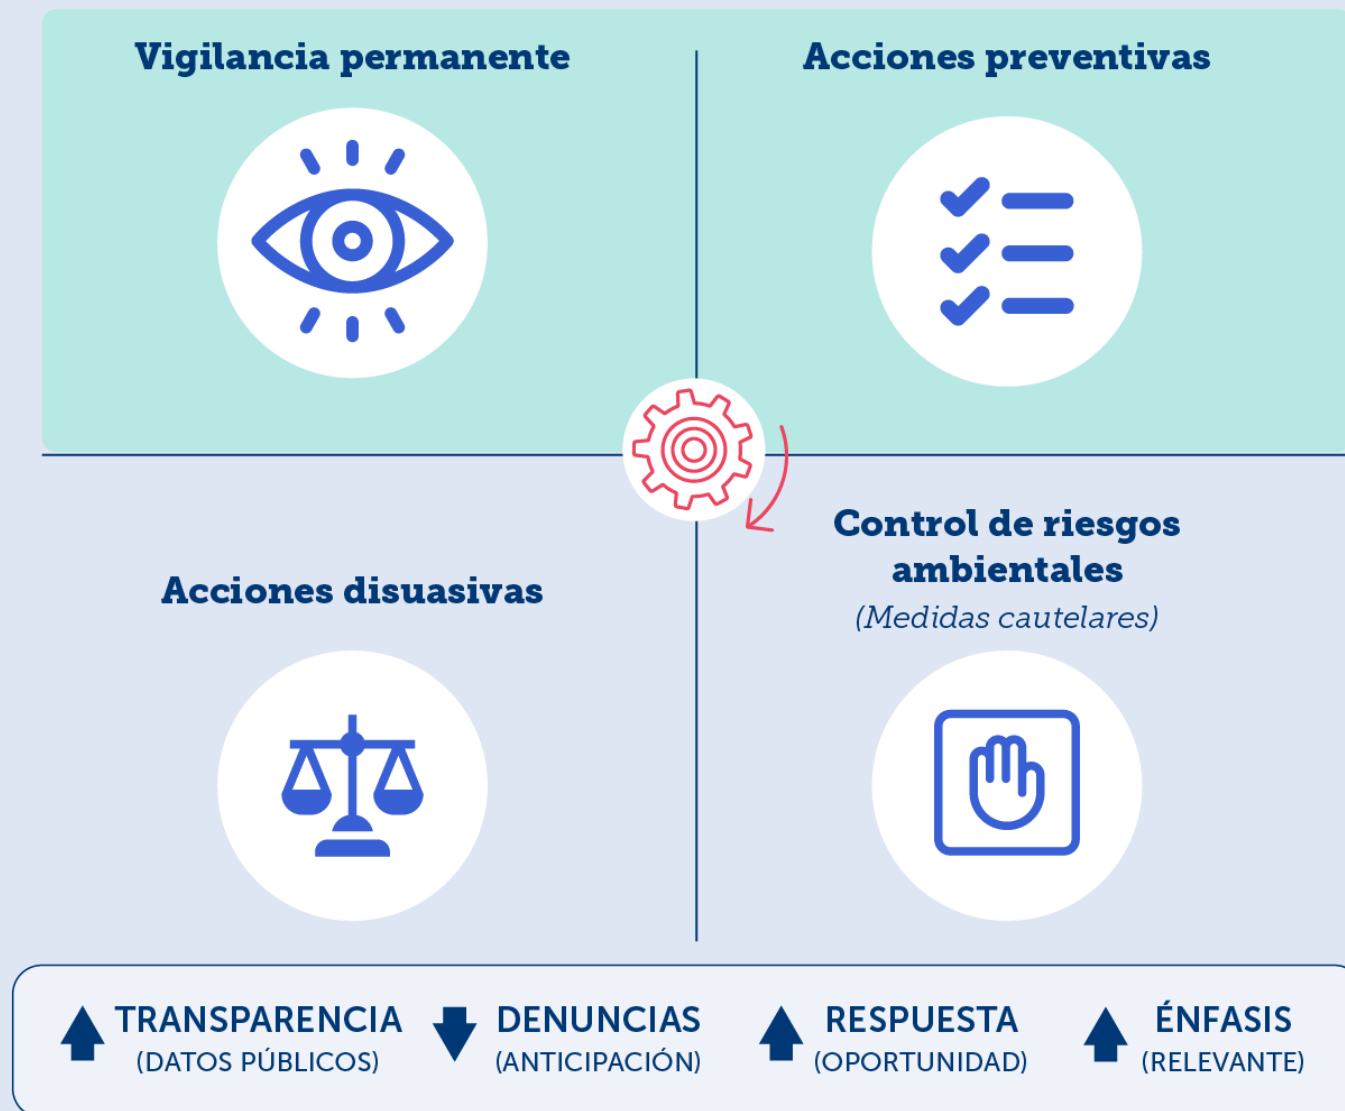 Vigilancia permanente
Acciones preventivas
Acciones disuasivas
Control de riesgos
ambientales
(Medidas cautelares)
TRANSPARENCIA
(DATOS PÚBLICOS)
DENUNCIAS
(ANTICIPACIÓN)
RESPUESTA
(OPORTUNIDAD)
ÉNFASIS
(RELEVANTE)